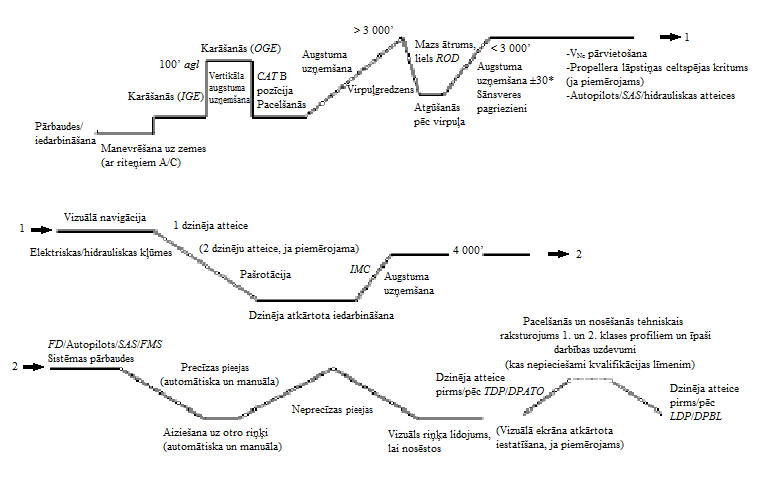 > 3 000'
Karāšanās (OGE)
Mazs ātrums,
liels ROD
< 3 000'
1
100' agl
Augstuma
uzņemšana
-VNe pārvietošana
-Propellera lāpstiņas celtspējas kritums
(ja piemērojams)
-Autopilots/SAS/hidrauliskas atteices
Vertikāla
augstuma
uzņemšana
CAT B
pozīcija
Pacelšanās
Augstuma
uzņemšana ±30*
Sānsveres
pagriezieni
Karāšanās (IGE)
Virpuļgredzens
Atgūšanās
pēc virpuļa
Pārbaudes/
iedarbināšana
Manevrēšana uz zemes
(ar riteņiem A/C)
1
Vizuālā navigācija
1 dzinēja atteice
Elektriskas/hidrauliskas kļūmes
(2 dzinēju atteice, ja piemērojama)
4 000'
2
Pašrotācija
IMC
Augstuma
uzņemšana
Dzinēja atkārtota iedarbināšana
Pacelšanās un nosēšanās tehniskais
raksturojums 1. un 2. klases profiliem un īpaši
darbības uzdevumi
(kas nepieciešami kvalifikācijas līmenim)
2
FD/Autopilots/SAS/FMS
Sistēmas pārbaudes
Precīzas pieejas
(automātiska un manuāla)
Dzinēja atteice
pirms/pēc TDP/DPATO
Dzinēja atteice
pirms/pēc
LDP/DPBL
Neprecīzas pieejas
Aiziešana uz otro riņķi
(automātiska un manuāla)
Vizuāls riņķa lidojums,
lai nosēstos
(Vizuālā ekrāna atkārtota
iestatīšana, ja piemērojams)